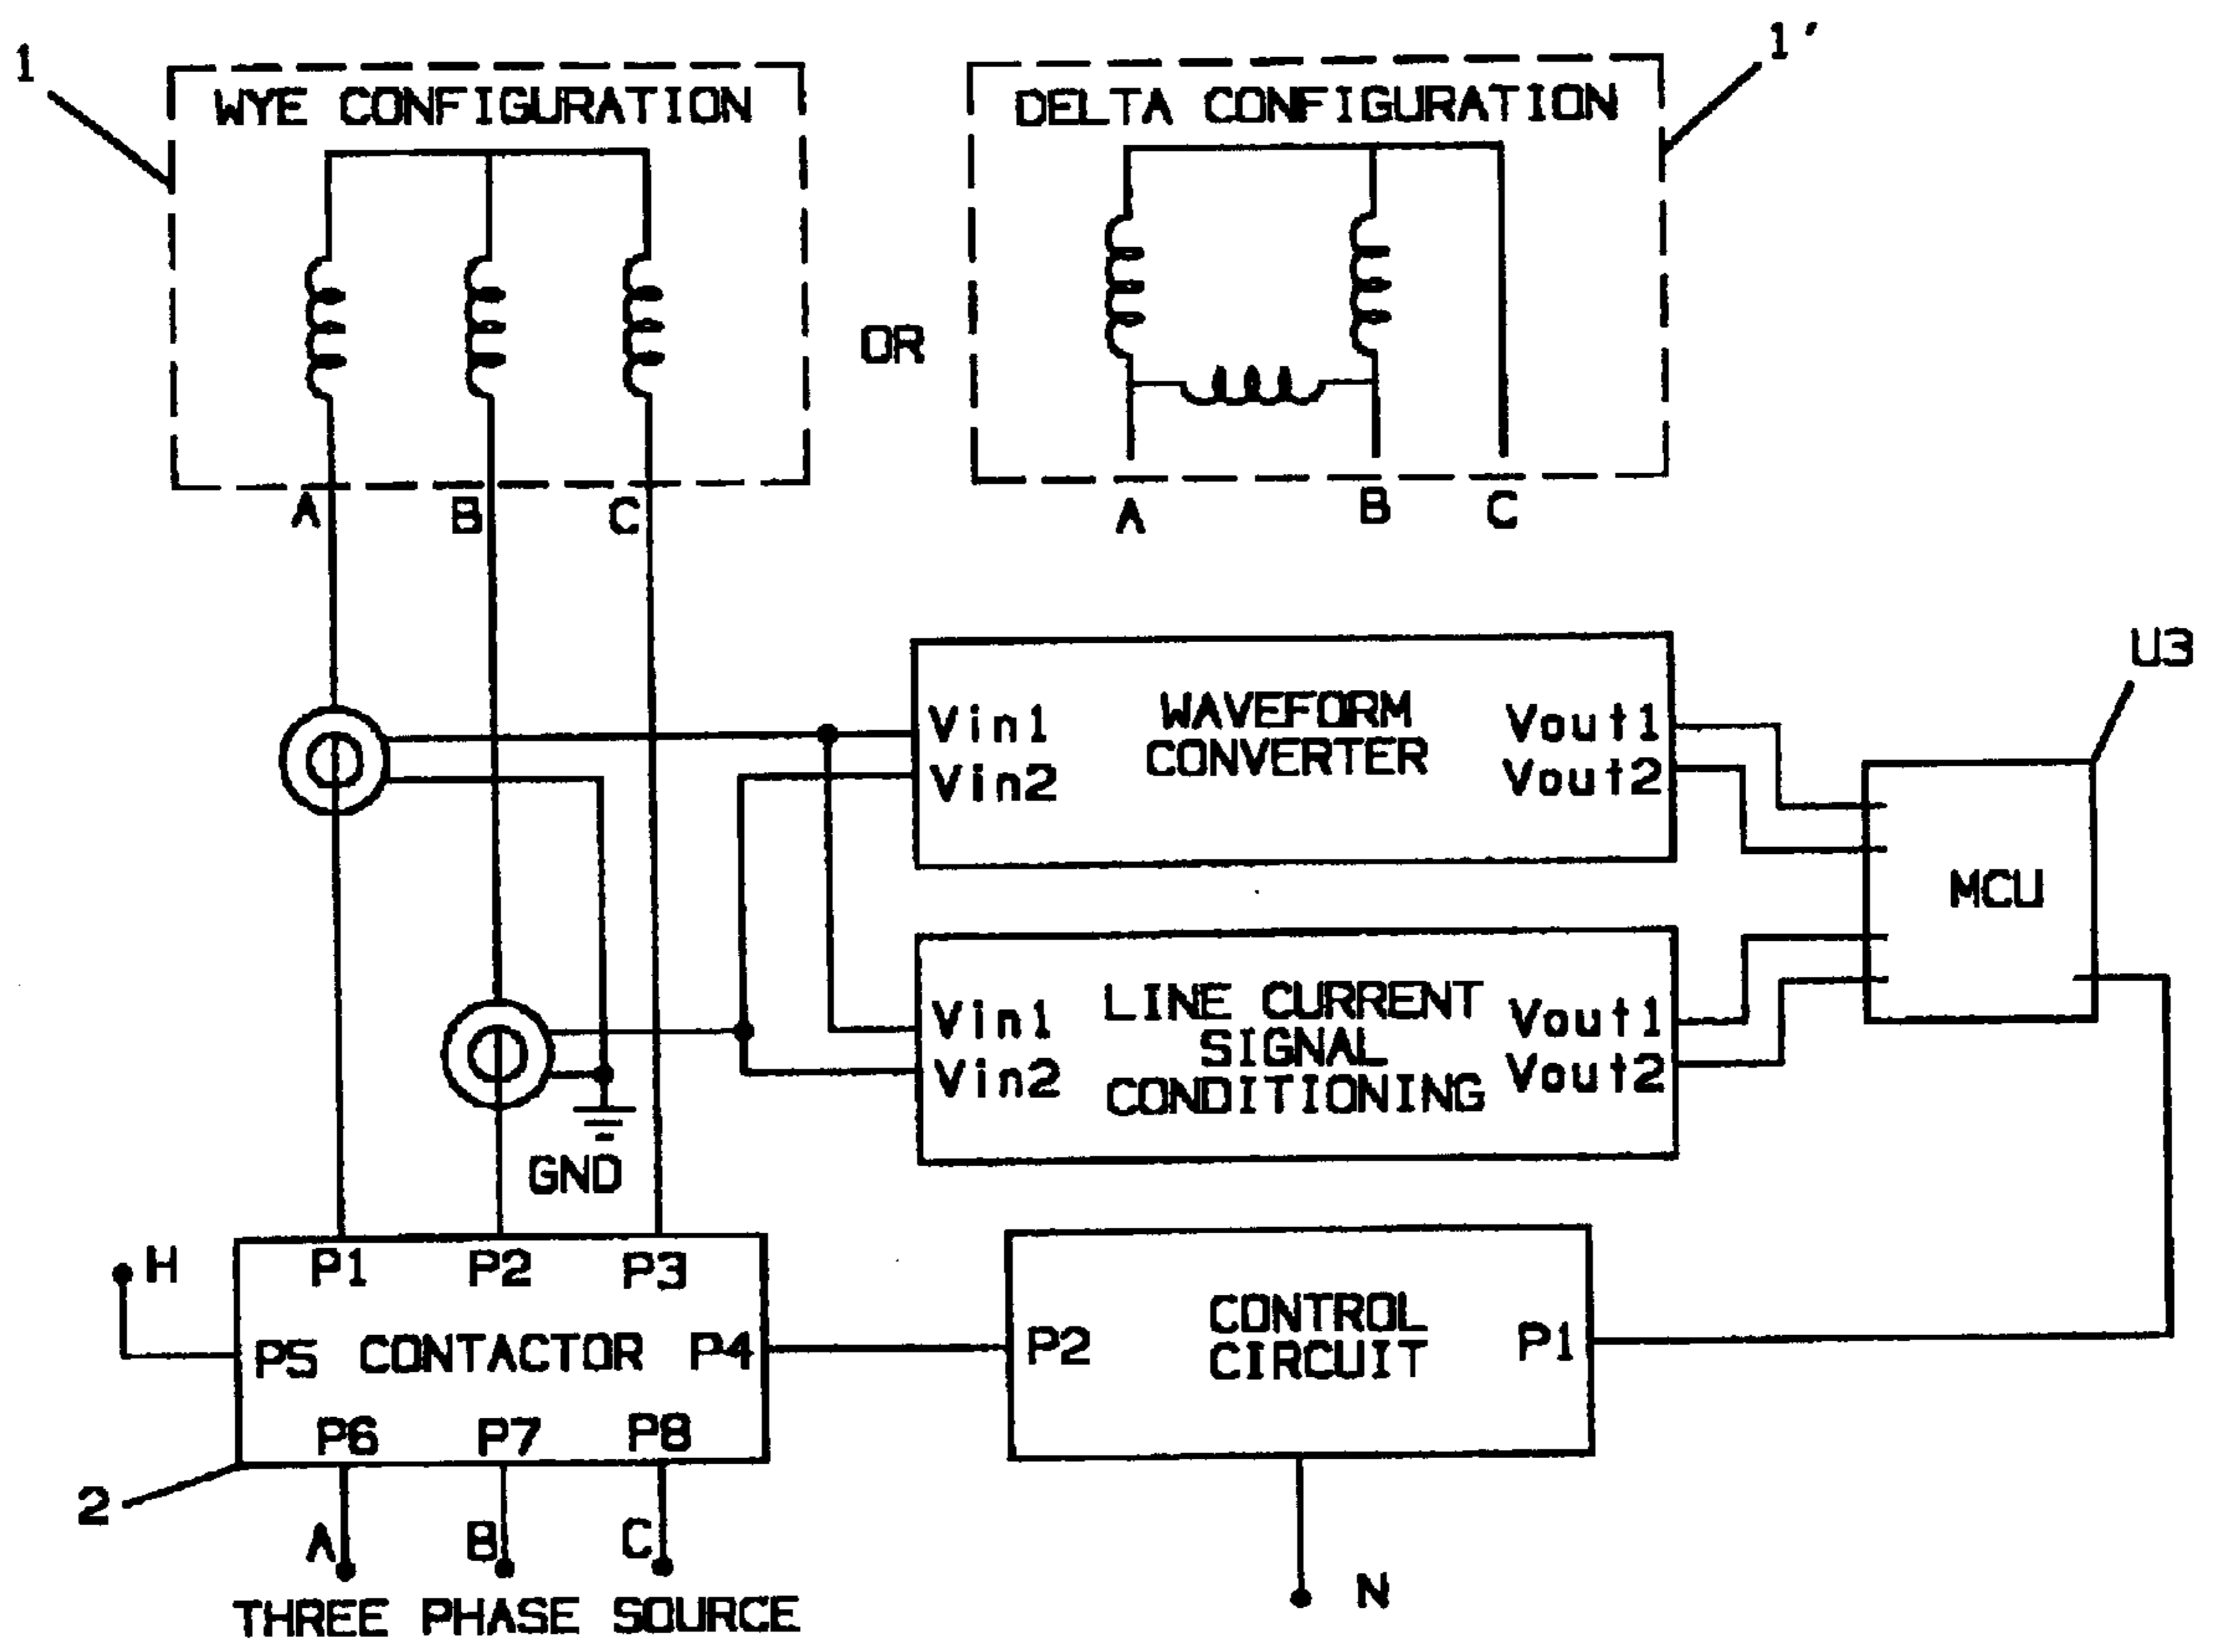 1
WYE CONFIGURATION
1'
DELTA CONFIGURATION
OR
A B C
A B C
U3
Vin1 WAVEFORM Vout1
Vin2 CONVERTER Vout2
MCU
Vin1 LINE CURRENT Vout1
SIGNAL
Vin2 CONDITIONING Vout2
GND
H
P1 P2 P3
P5 CONTACTOR P4
P6 P7 P8
P2 CONTROL P1
CIRCUIT
2
A B C
N
THREE PHASE SOURCE